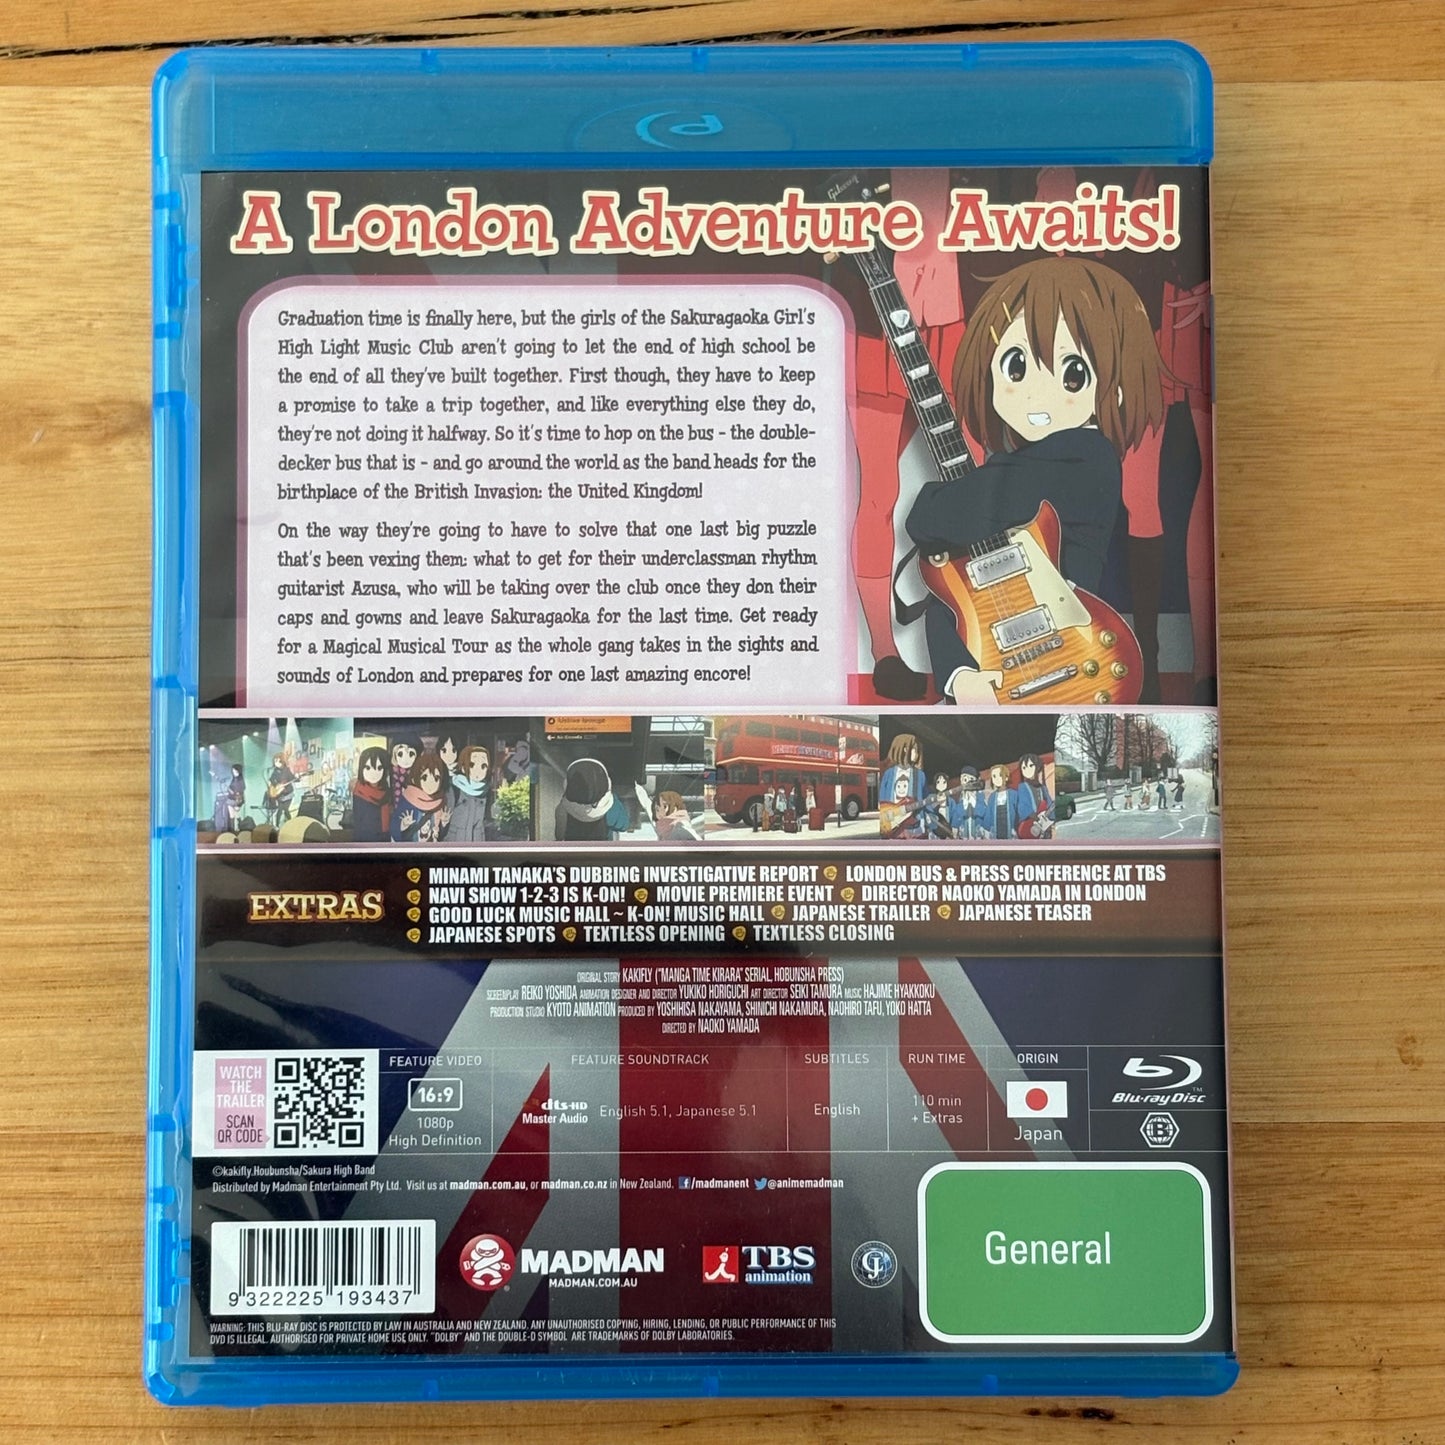 A London Adventure Awaits!
Gibson
Graduation time is finally here, but the girls of the Sakuragaoka Girl's
High Light Music Club aren't going to let the end of high school be
the end of all they've built together. First though, they have to keep
a promise to take a trip together, and like everything else they do,
they're not doing it halfway. So it's time to hop on the bus - the double-
decker bus that is - and go around the world as the band heads for the
birthplace of the British Invasion: the United Kingdom!
On the way they're going to have to solve that one last big puzzle
that's been vexing them: what to get for their underclassman rhythm
guitarist Azusa, who will be taking over the club once they don their
caps and gowns and leave Sakuragaoka for the last time. Get ready
for a Magical Musical Tour as the whole gang takes in the sights and
sounds of London and prepares for one last amazing encore!
EXTRAS
MINAMI TANAKA'S DUBBING INVESTIGATIVE REPORT LONDON BUS & PRESS CONFERENCE AT TBS
NAVI SHOW 1-2-3 IS K-ON! MOVIE PREMIERE EVENT DIRECTOR NAOKO YAMADA IN LONDON
GOOD LUCK MUSIC HALL ~ K-ON! MUSIC HALL JAPANESE TRAILER JAPANESE TEASER
JAPANESE SPOTS TEXTLESS OPENING TEXTLESS CLOSING
ORIGINAL STORY KAKIFLY ("MANGA TIME KIRARA" SERIAL. HOBUNSHA PRESS)
SCREENPLAY REIKO YOSHIDA ANIMATION DESIGNER AND DIRECTOR YUKIKO HORIGUCHI ART DIRECTOR SEIKI TAMURA MUSIC HAJIME HYAKKOKU
PRODUCTION STUDIO KYOTO ANIMATION PRODUCED BY YOSHIHISA NAKAYAMA, SHINICHI NAKAMURA, NAOHIRO TAFU, YOKO HATTA
DIRECTED BY NAOKO YAMADA
WATCH
THE
TRAILER
SCAN
QR CODE
FEATURE VIDEO
16:9
1080p
High Definition
FEATURE SOUNDTRACK
dts-HD
Master Audio
English 5.1, Japanese 5.1
SUBTITLES
English
RUN TIME
110 min
+ Extras
ORIGIN
Japan
Blu-ray Disc
TM
B
©kakifly.Houbunsha/Sakura High Band
Distributed by Madman Entertainment Pty Ltd. Visit us at madman.com.au, or madman.co.nz in New Zealand. f/madmanent @animemadman
9 322225 193437
MADMAN
MADMAN.COM.AU
TBS
animation
General
WARNING: THIS BLU-RAY DISC IS PROTECTED BY LAW IN AUSTRALIA AND NEW ZEALAND. ANY UNAUTHORISED COPYING, HIRING, LENDING, OR PUBLIC PERFORMANCE OF THIS
DVD IS ILLEGAL. AUTHORISED FOR PRIVATE HOME USE ONLY. "DOLBY" AND THE DOUBLE-D SYMBOL ARE TRADEMARKS OF DOLBY LABORATORIES.